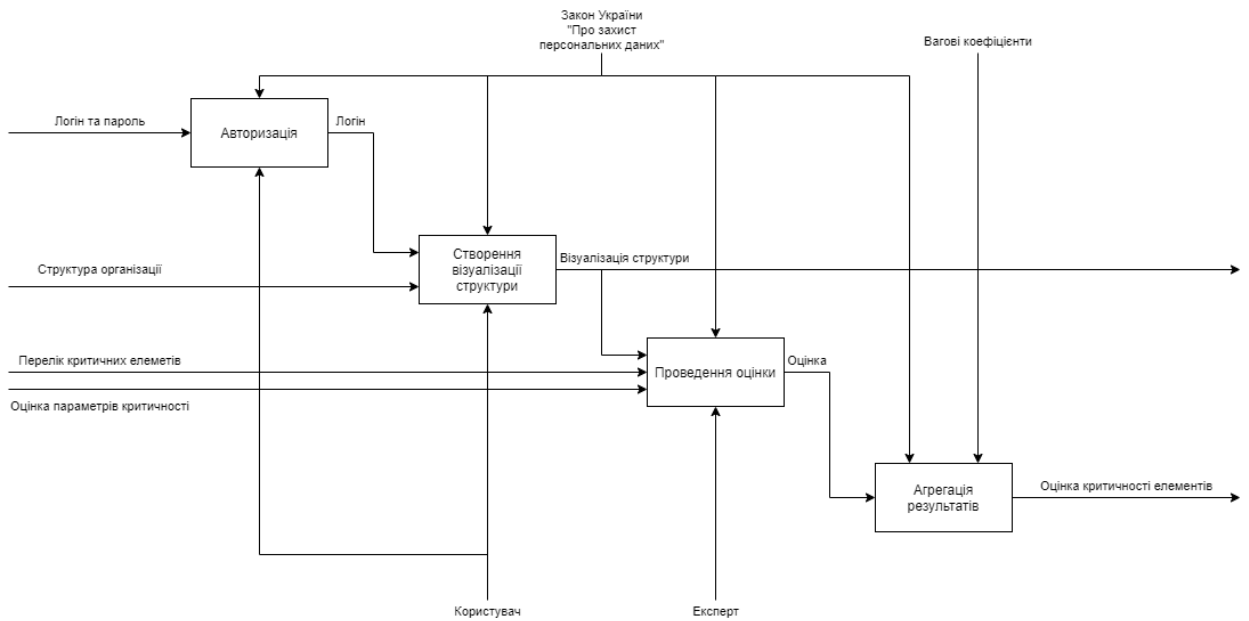 Закон України
"Про захист
персональних даних"
Вагові коефіцієнти
Логін та пароль
Авторизація
Логін
Структура організації
Створення
візуалізації
структури
Візуалізація структури
Перелік критичних елеметів
Оцінка параметрів критичності
Проведення оцінки
Оцінка
Агрегація
результатів
Оцінка критичності елементів
Користувач
Експерт